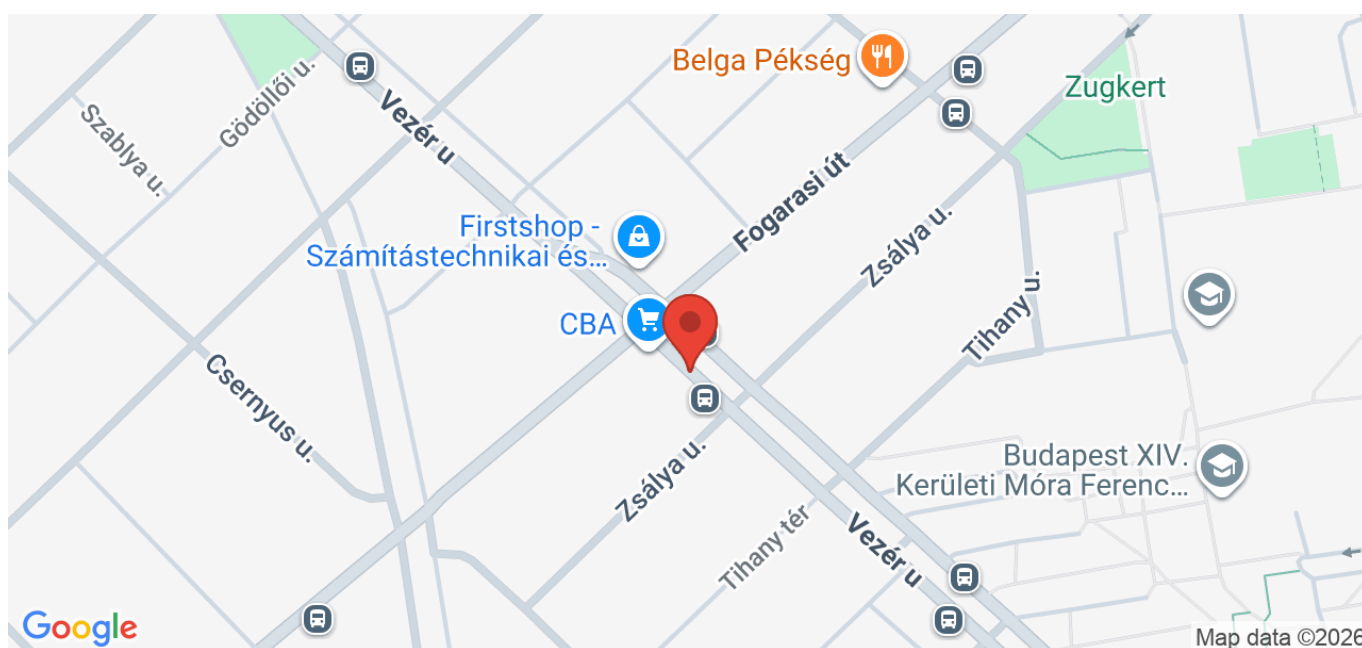 Belga Pékség
Zugkert
Gödöllői u.
Szablya u.
Vezér u
Fogarasi út
Firstshop -
Számítástechnikai és...
Zsálya u.
CBA
Tihany u.
Csernyus u.
Zsálya u.
Budapest XIV.
Kerületi Móra Ferenc...
Tihany tér
Vezér u
Google
Map data ©2026